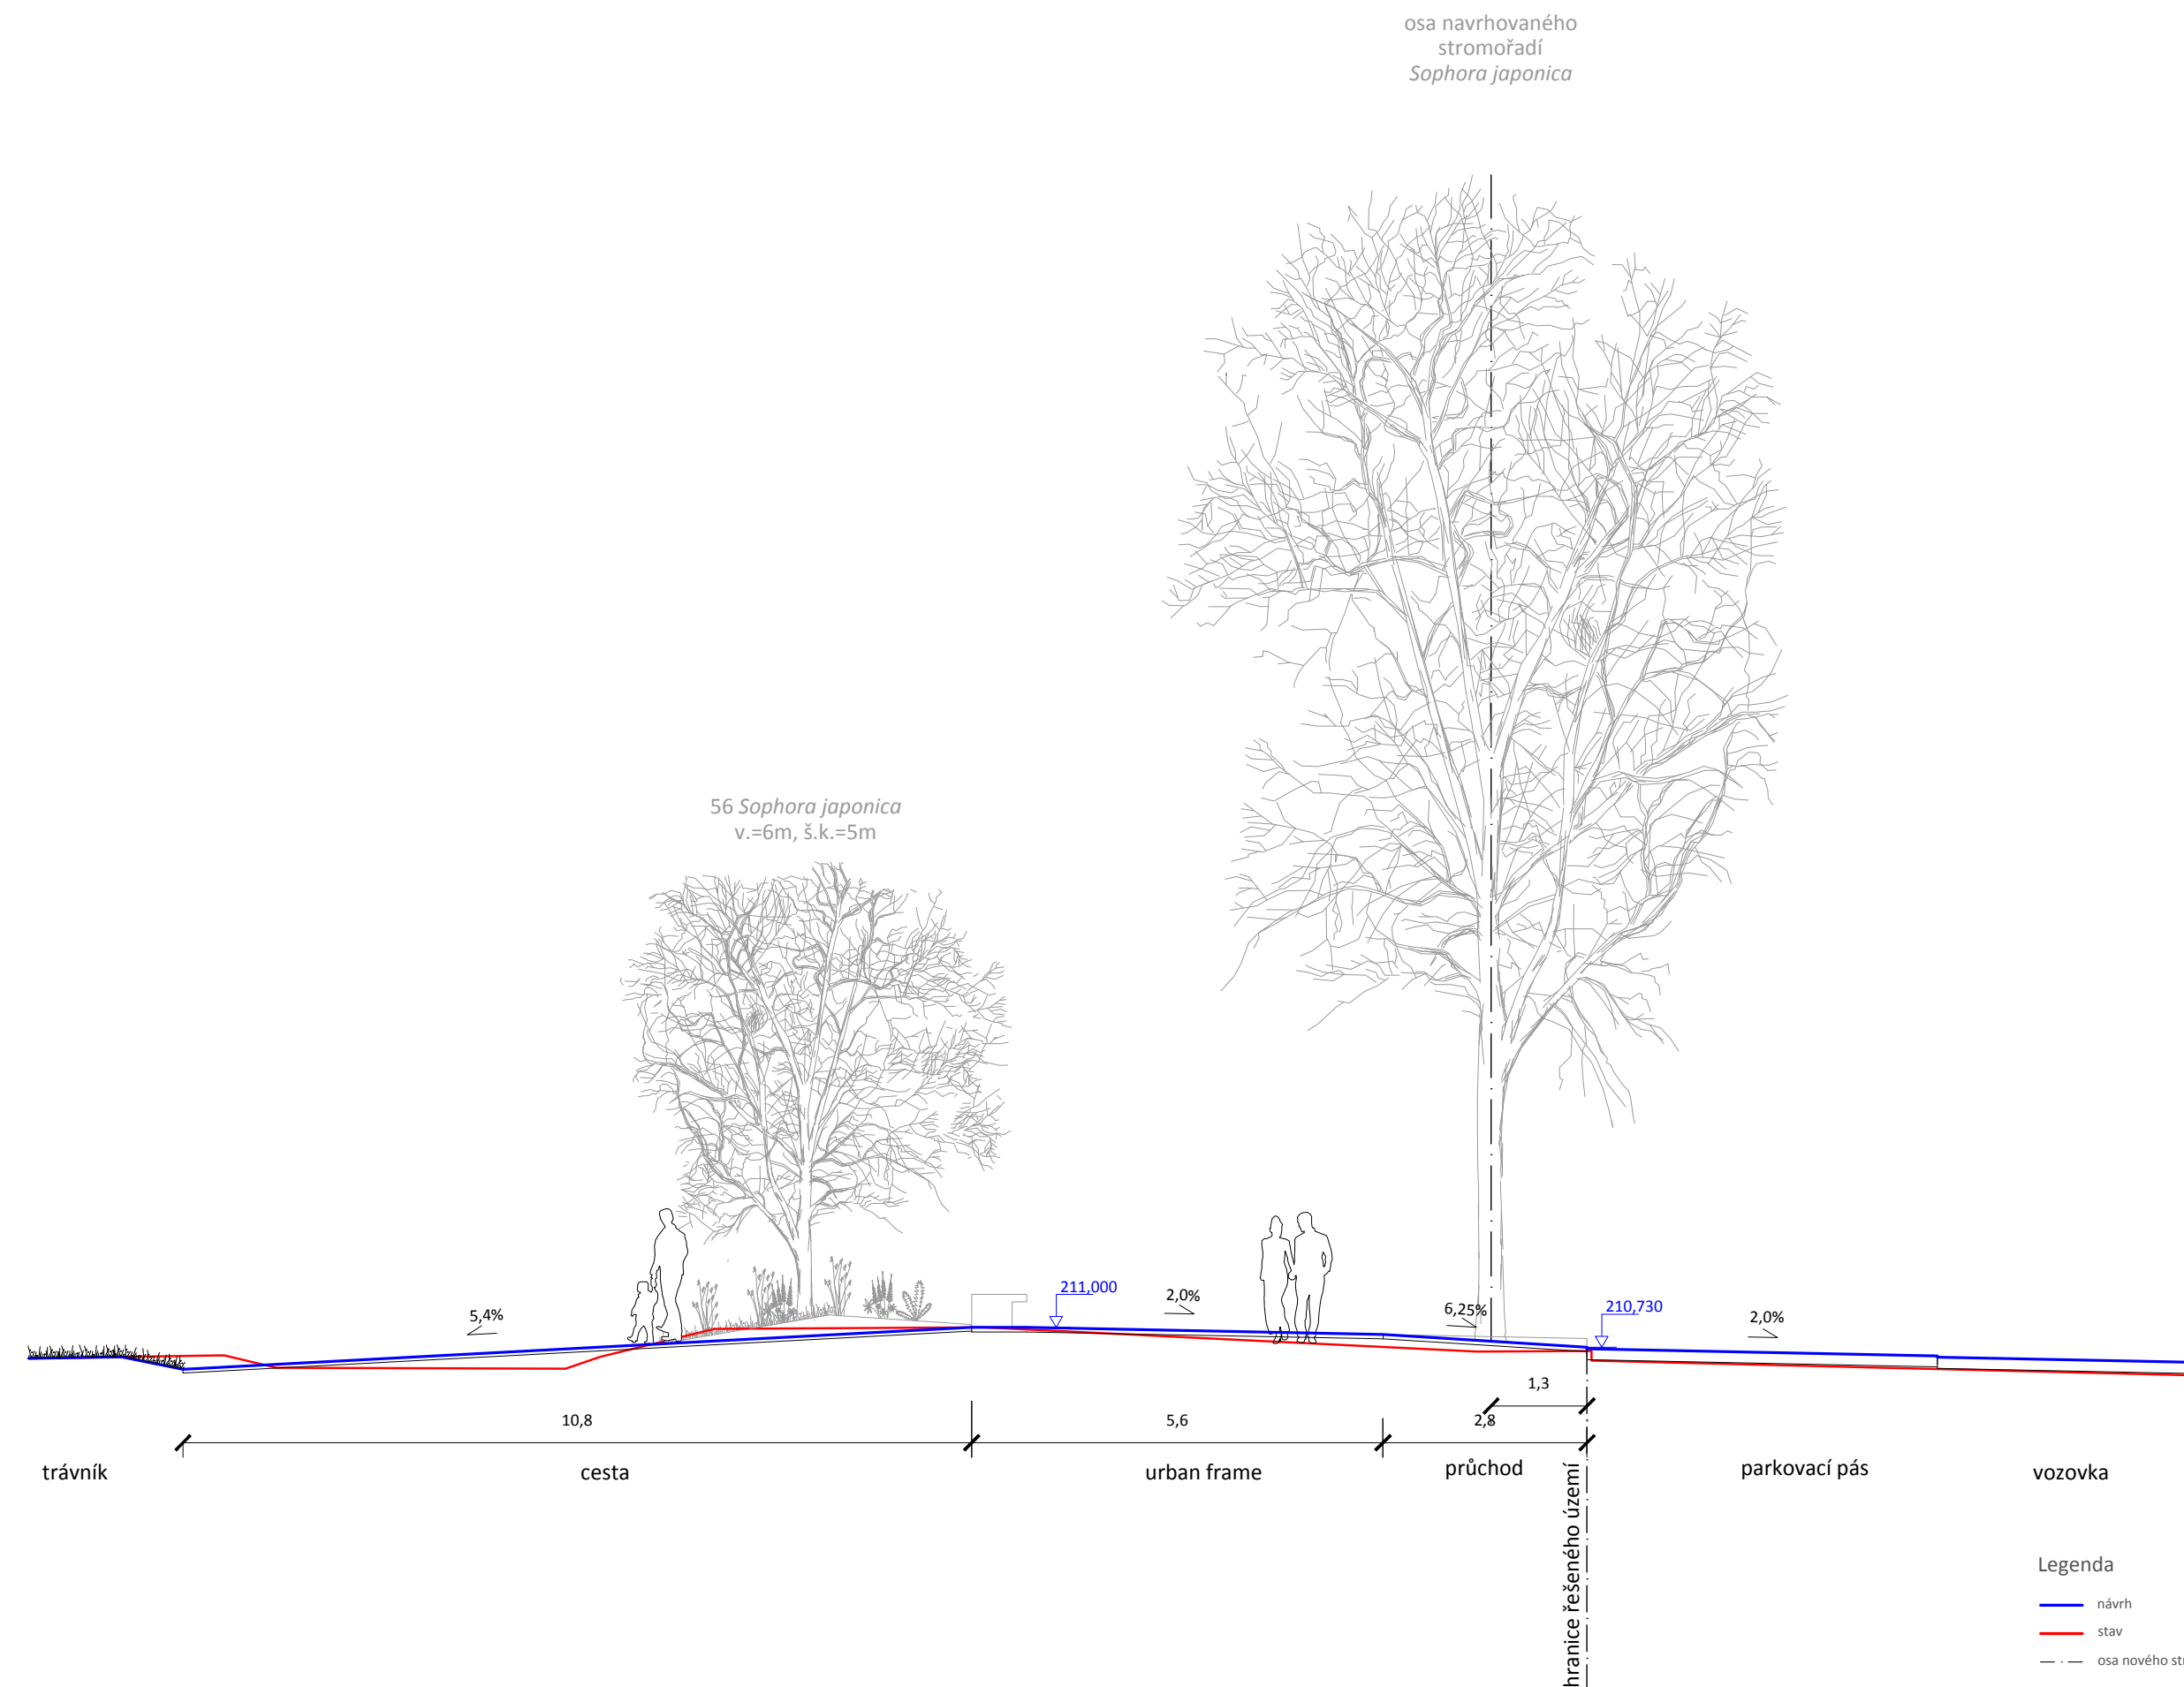 osa navrhovaného
stromořadí
Sophora japonica
56 Sophora japonica
v.=6m, š.k.=5m
5,4%
211,000
2,0%
6,25%
210,730
2,0%
1,3
10,8
5,6
2,8
trávník
cesta
urban frame
průchod
parkovací pás
vozovka
hranice řešeného území
Legenda
návrh
stav
osa nového